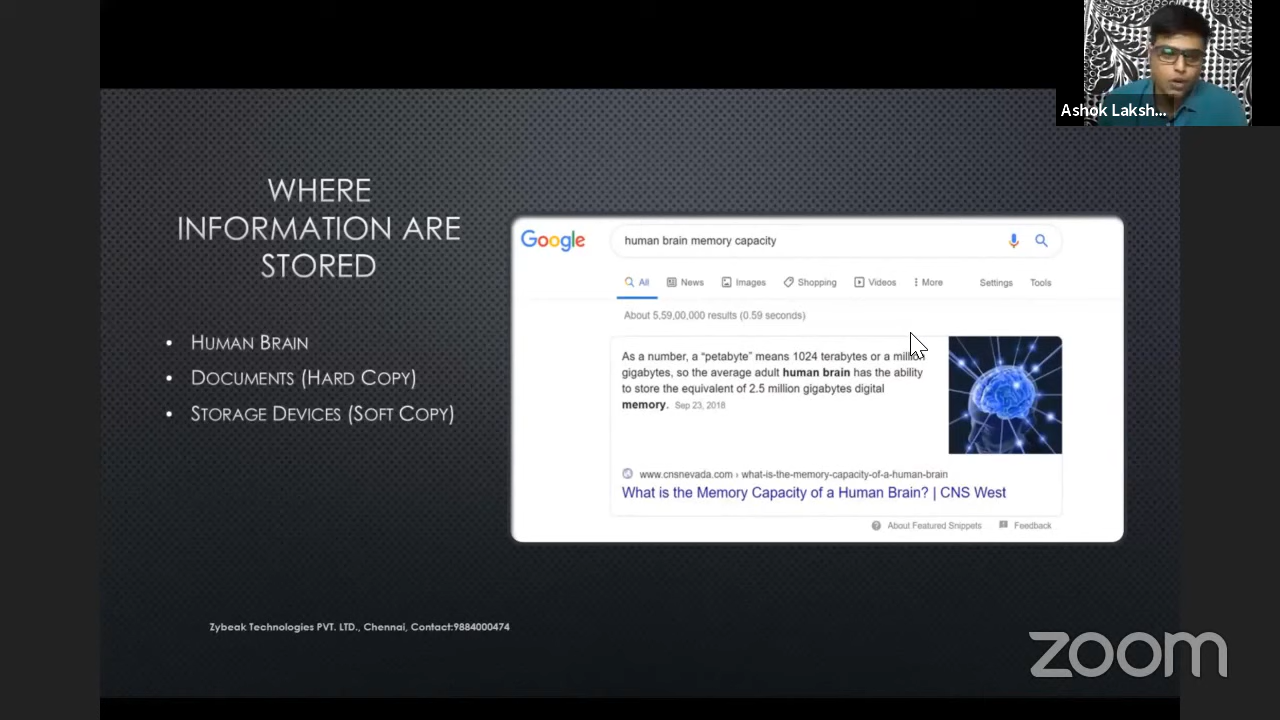 Ashok Laksh...
WHERE
INFORMATION ARE
STORED
• HUMAN BRAIN
• DOCUMENTS (HARD COPY)
• STORAGE DEVICES (SOFT COPY)
Google
human brain memory capacity
All News Images Shopping Videos More Settings Tools
About 5,59,00,000 results (0.59 seconds)
As a number, a “petabyte” means 1024 terabytes or a million
gigabytes, so the average adult human brain has the ability
to store the equivalent of 2.5 million gigabytes digital
memory. Sep 23, 2018
www.cnsnevada.com › what-is-the-memory-capacity-of-a-human-brain
What is the Memory Capacity of a Human Brain? | CNS West
About Featured Snippets Feedback
Zybeak Technologies PVT. LTD., Chennai, Contact:9884000474
zoom